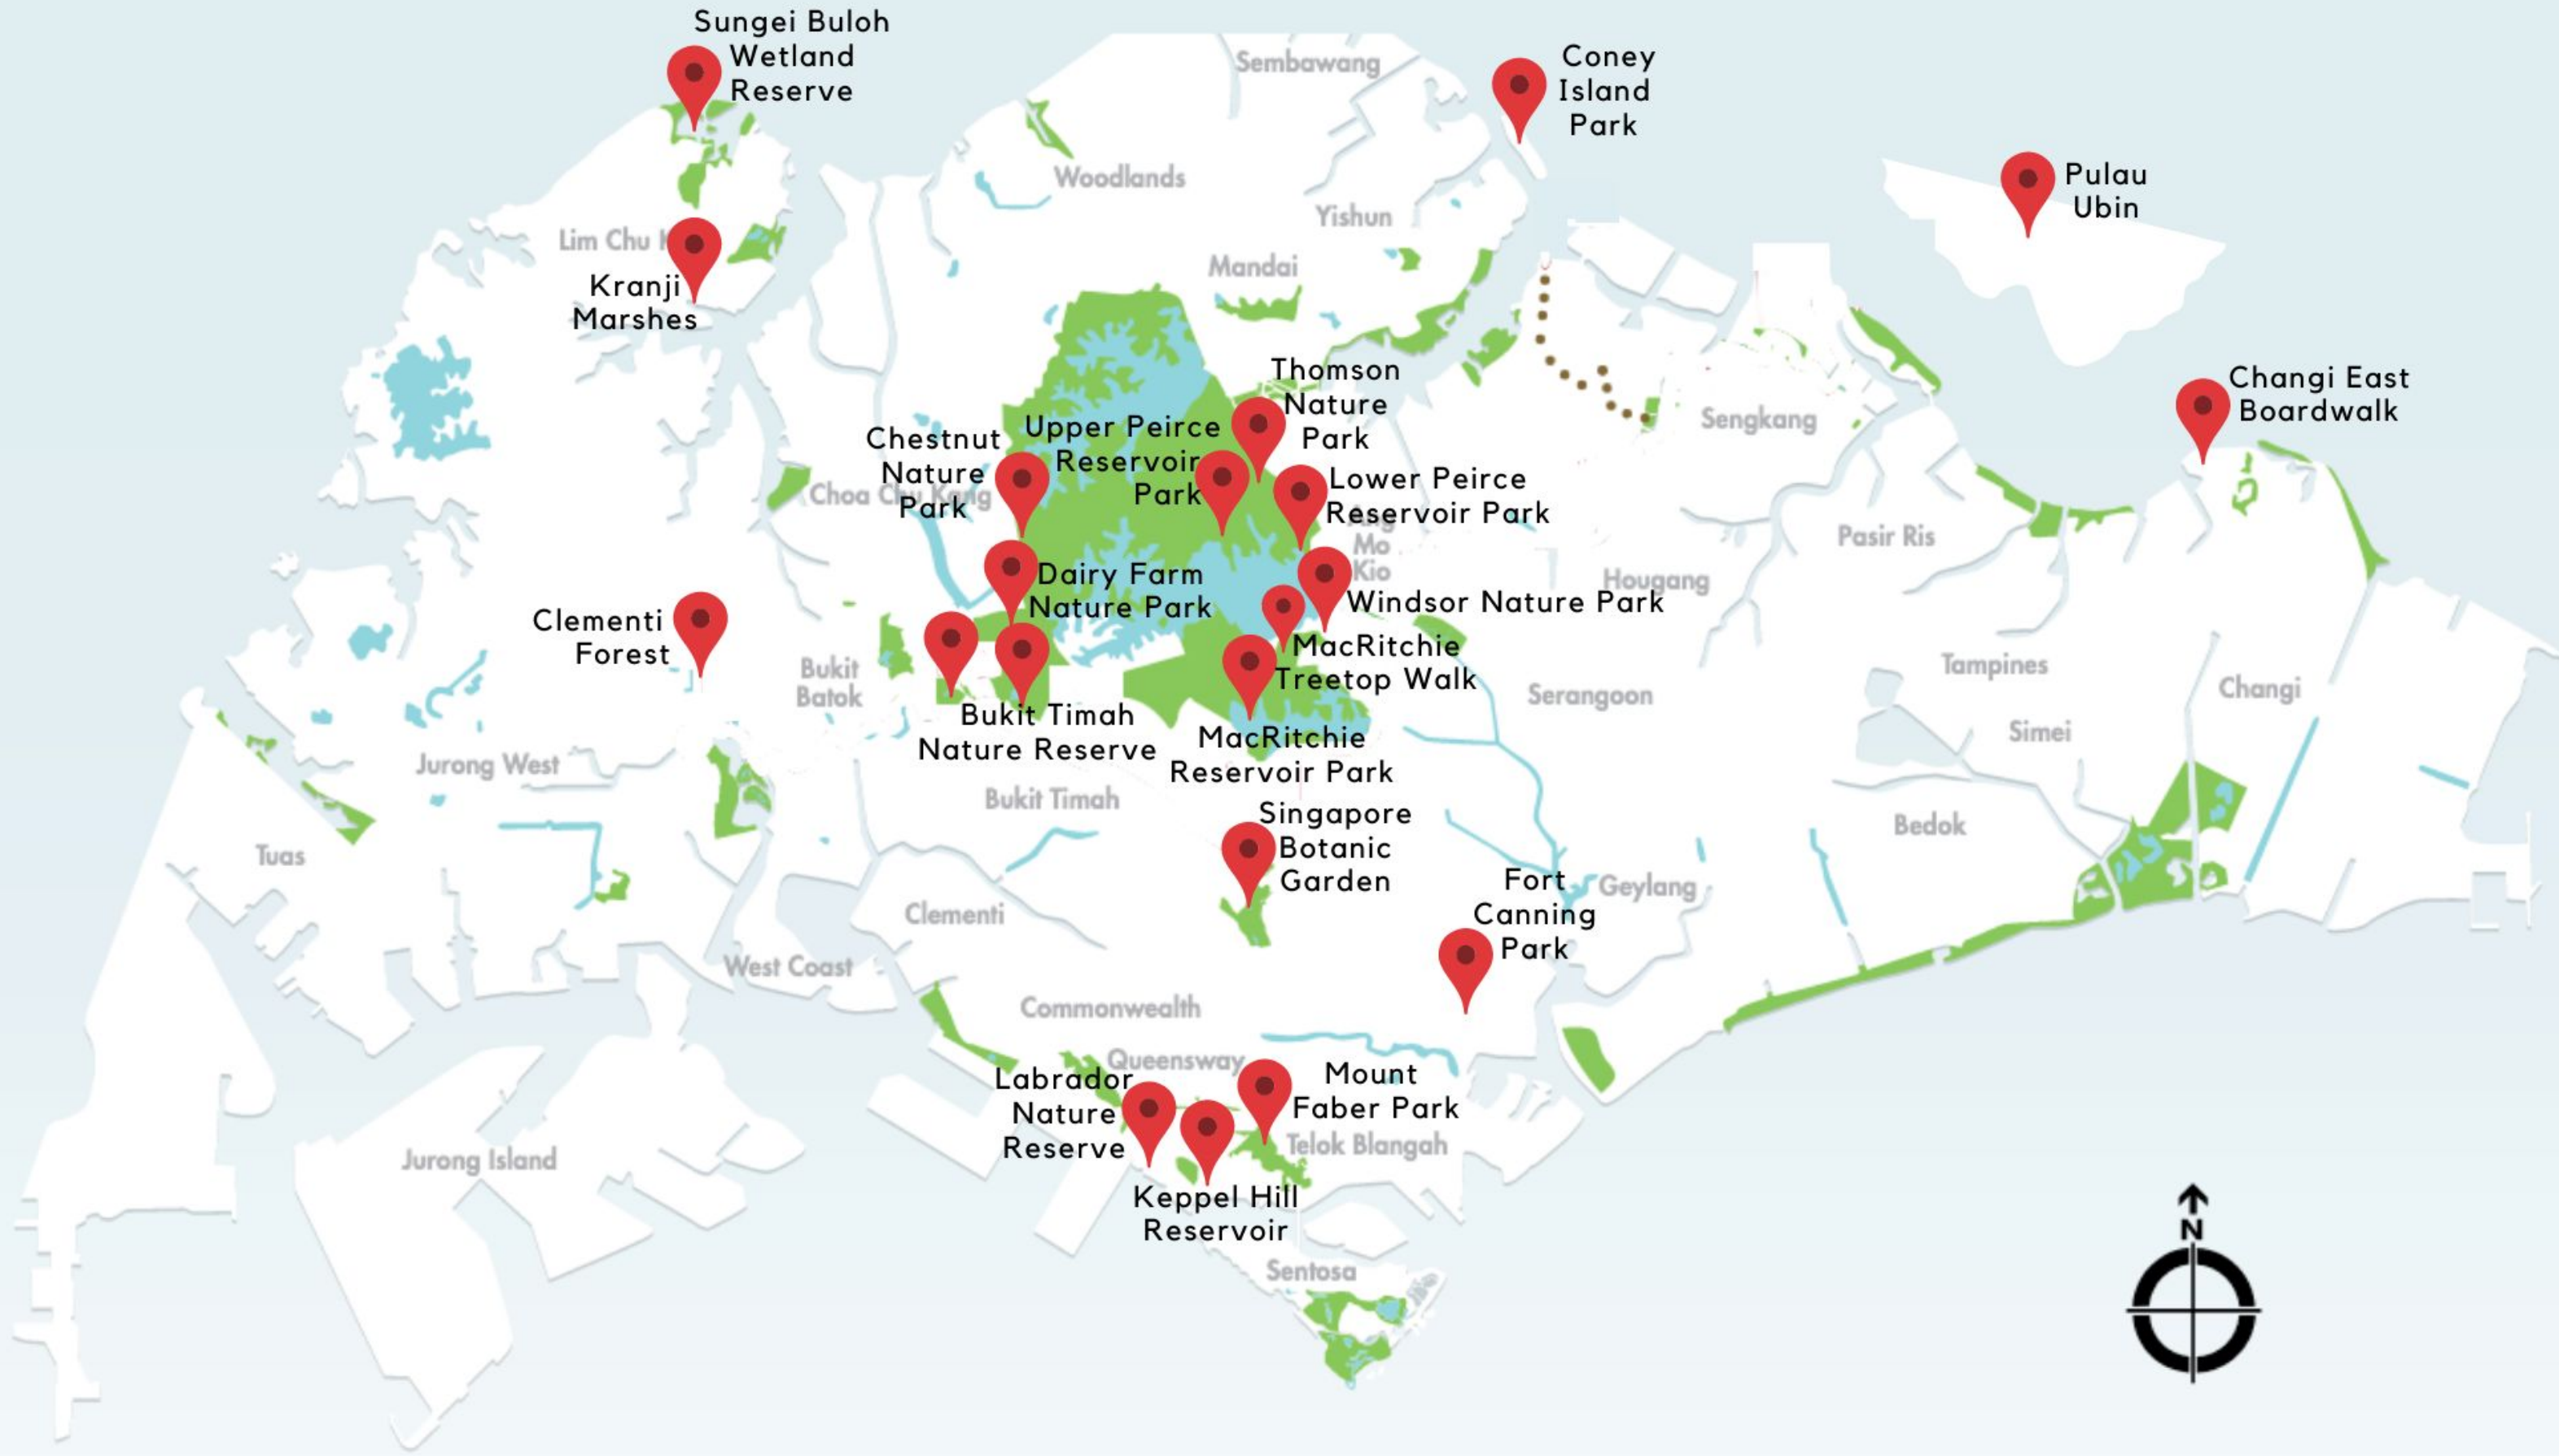 Sungei Buloh
Wetland
Reserve
Sembawang
Coney
Island
Park
Woodlands
Pulau
Ubin
Yishun
Lim Chu
Mandai
Kranji
Marshes
Thomson
Nature
Park
Changi East
Boardwalk
Sengkang
Chestnut
Nature
Park
Upper Peirce
Reservoir
Park
Lower Peirce
Reservoir Park
Choa Chu Kang
Ang
Mo
Kio
Pasir Ris
Hougang
Dairy Farm
Nature Park
Windsor Nature Park
Clementi
Forest
MacRitchie
Treetop Walk
Bukit
Batok
Serangoon
Tampines
Changi
Simei
Bukit Timah
Nature Reserve
MacRitchie
Reservoir Park
Jurong West
Bukit Timah
Singapore
Botanic
Garden
Bedok
Tuas
Fort
Canning
Park
Geylang
Clementi
West Coast
Commonwealth
Queensway
Labrador
Nature
Reserve
Mount
Faber Park
Telok Blangah
Jurong Island
Keppel Hill
Reservoir
Sentosa
N